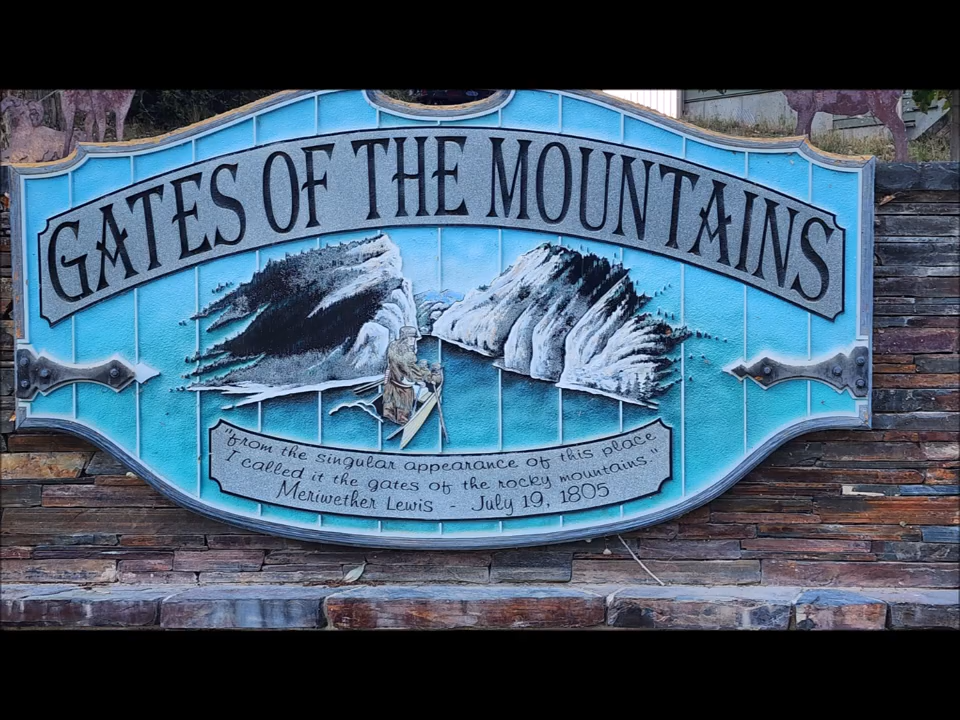 GATES OF THE MOUNTAINS
"from the singular appearance of this place
I called it the gates of the rocky mountains."
Meriwether Lewis - July 19, 1805